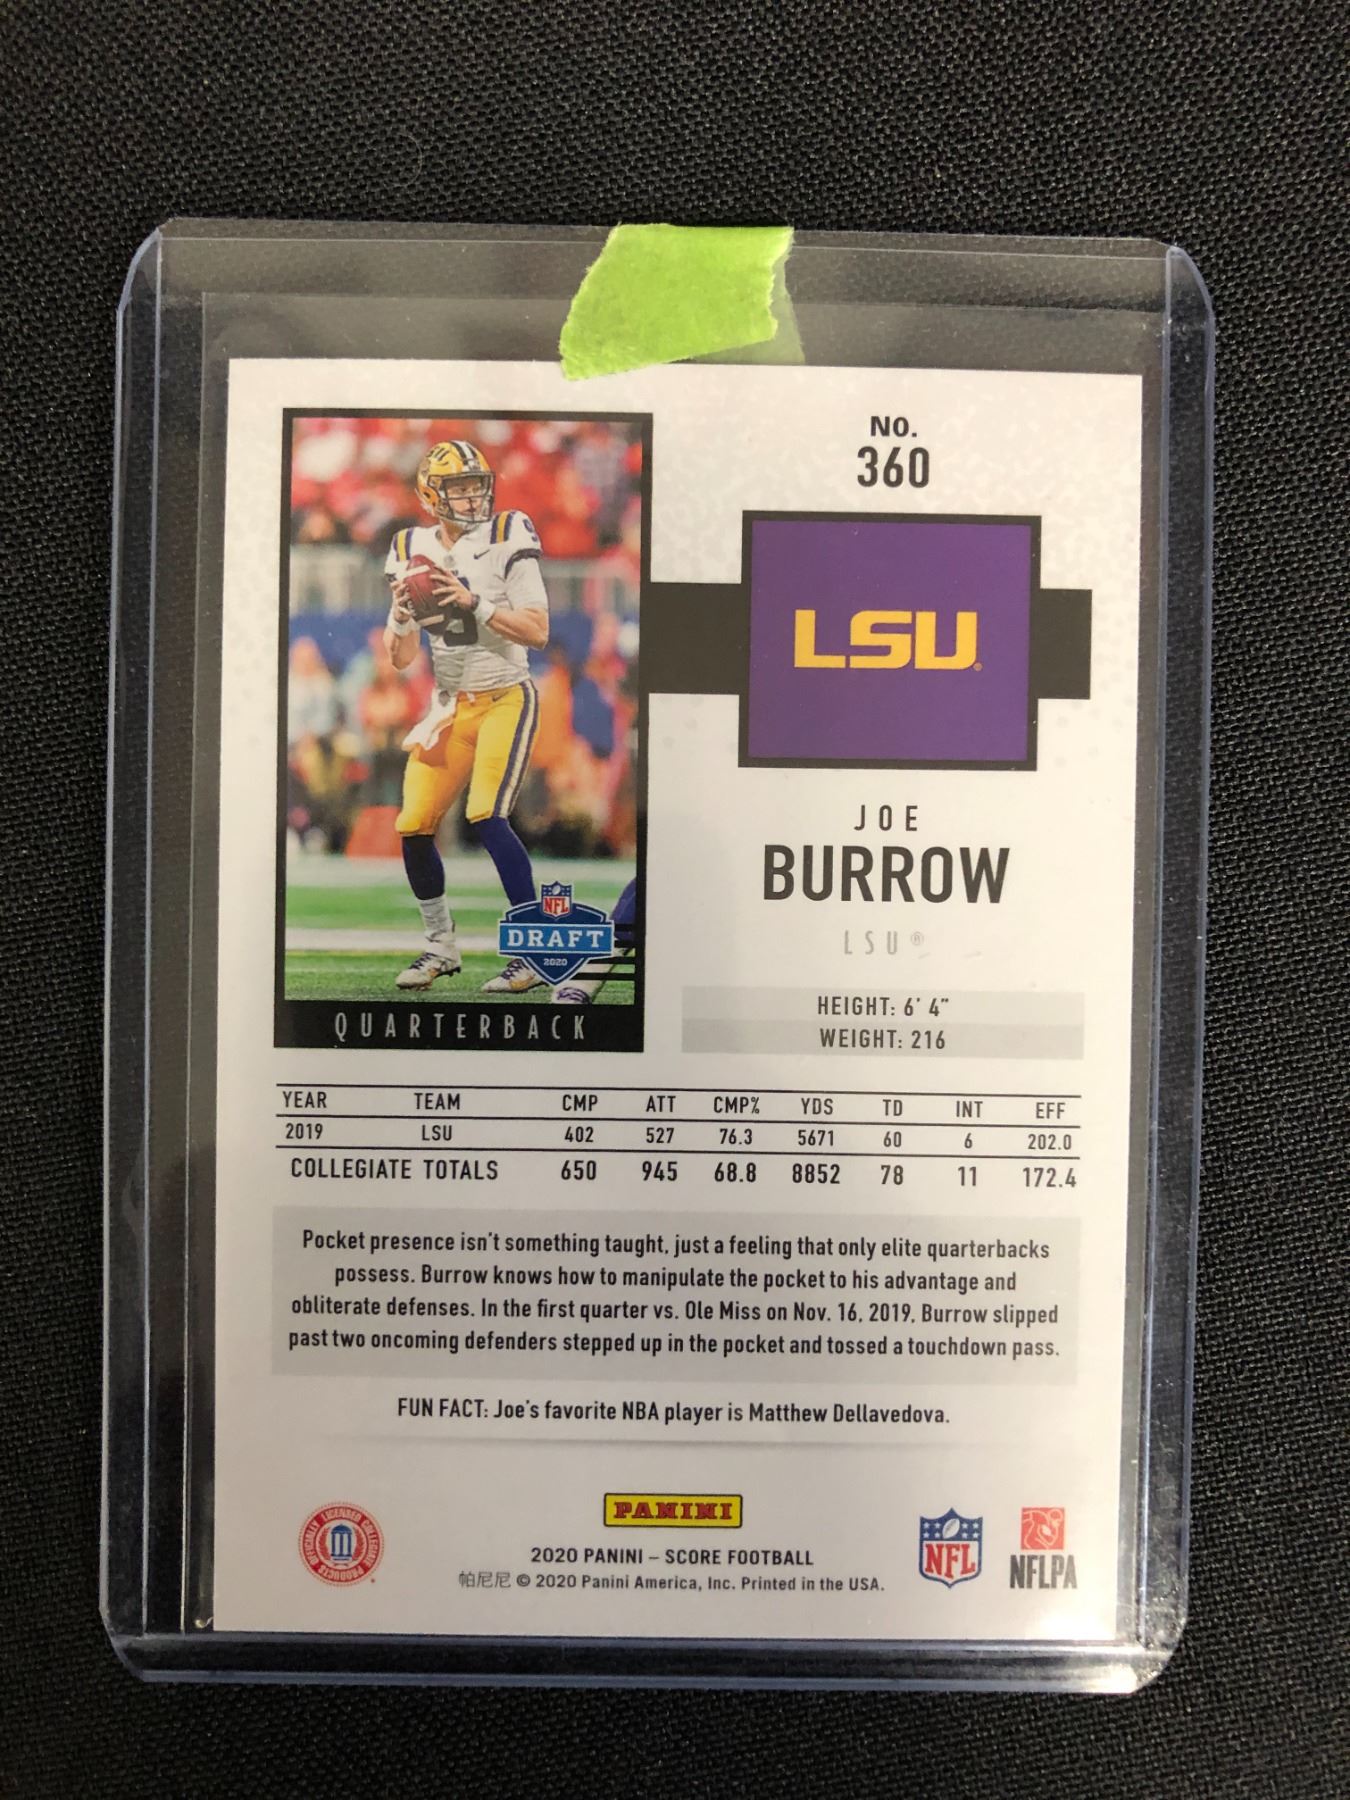 NO.
360
LSU
JOE
BURROW
LSU®
NFL
DRAFT
2020
QUARTERBACK
HEIGHT: 6' 4"
WEIGHT: 216
YEAR TEAM CMP ATT CMP% YDS TD INT EFF
2019 LSU 402 527 76.3 5671 60 6 202.0
COLLEGIATE TOTALS 650 945 68.8 8852 78 11 172.4
Pocket presence isn't something taught, just a feeling that only elite quarterbacks
possess. Burrow knows how to manipulate the pocket to his advantage and
obliterate defenses. In the first quarter vs. Ole Miss on Nov. 16, 2019, Burrow slipped
past two oncoming defenders stepped up in the pocket and tossed a touchdown pass.
FUN FACT: Joe's favorite NBA player is Matthew Dellavedova.
OFFICIALLY LICENSED COLLEGIATE PRODUCTS
PANINI
2020 PANINI – SCORE FOOTBALL
帕尼尼 © 2020 Panini America, Inc. Printed in the USA.
NFL
NFLPA